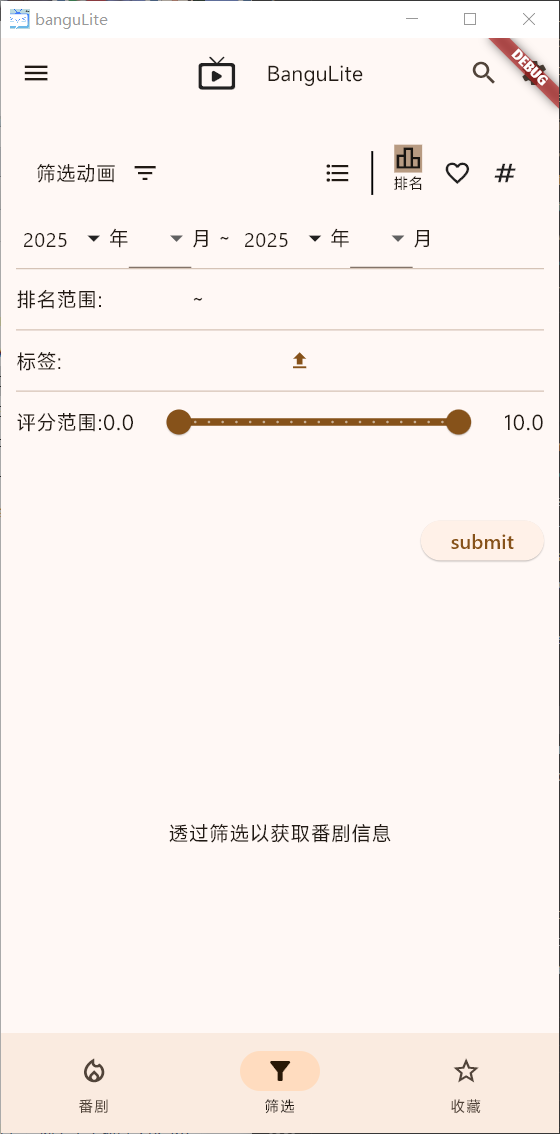 banguLite
BanguLite
DEBUG
筛选动画
排名
2025 年 月 ~ 2025 年 月
排名范围: ~
标签:
评分范围:0.0 10.0
submit
透过筛选以获取番剧信息
番剧 筛选 收藏